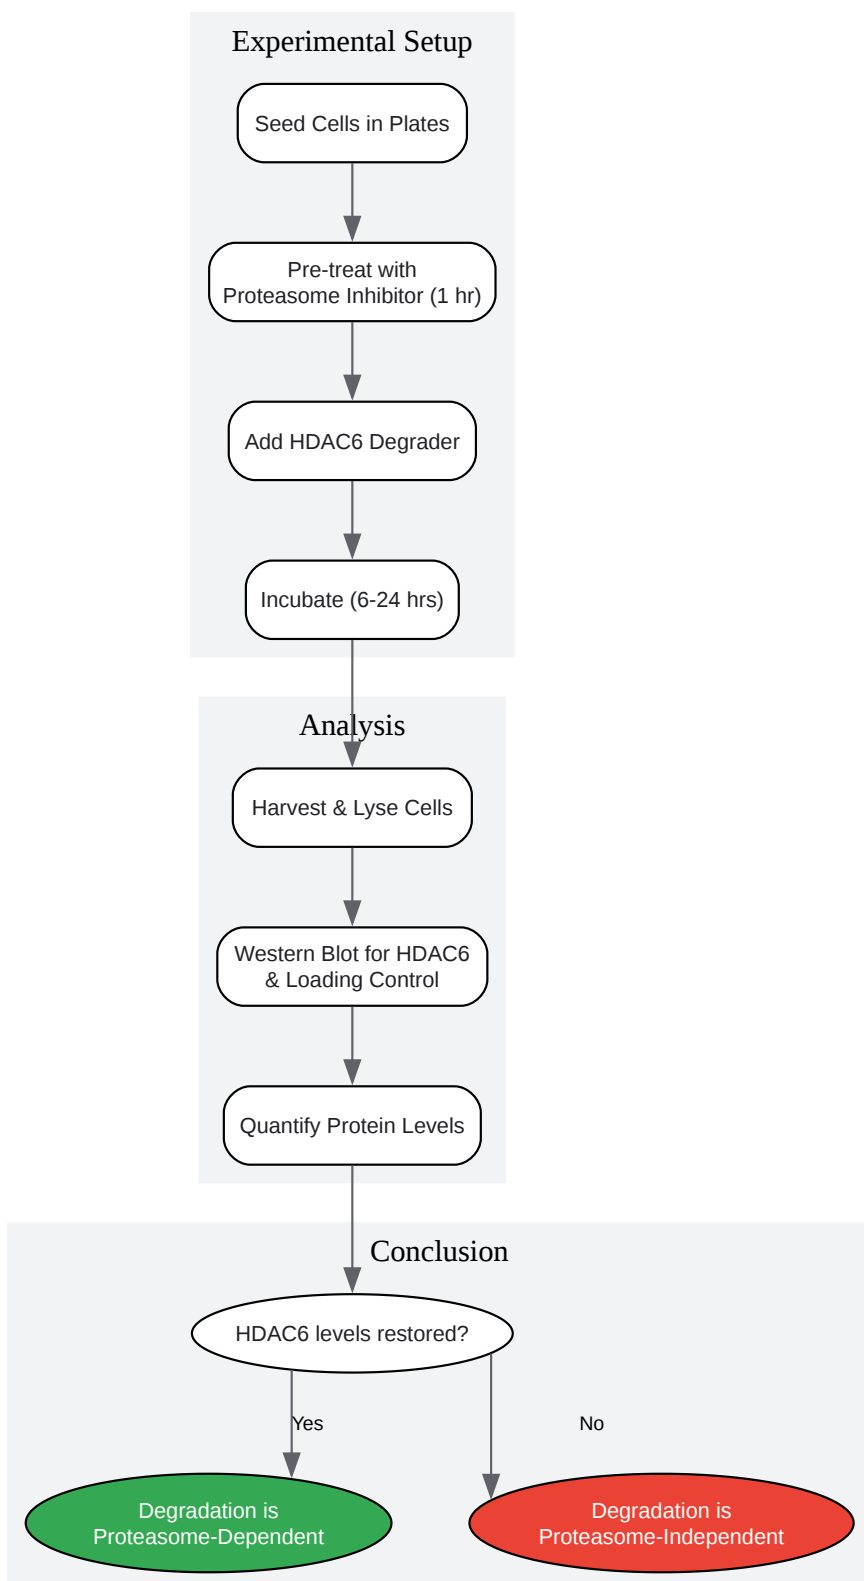 Experimental Setup
Seed Cells in Plates
Pre-treat with
Proteasome Inhibitor (1 hr)
Add HDAC6 Degrader
Incubate (6-24 hrs)
Analysis
Harvest & Lyse Cells
Western Blot for HDAC6
& Loading Control
Quantify Protein Levels
Conclusion
HDAC6 levels restored?
Yes
No
Degradation is
Proteasome-Dependent
Degradation is
Proteasome-Independent